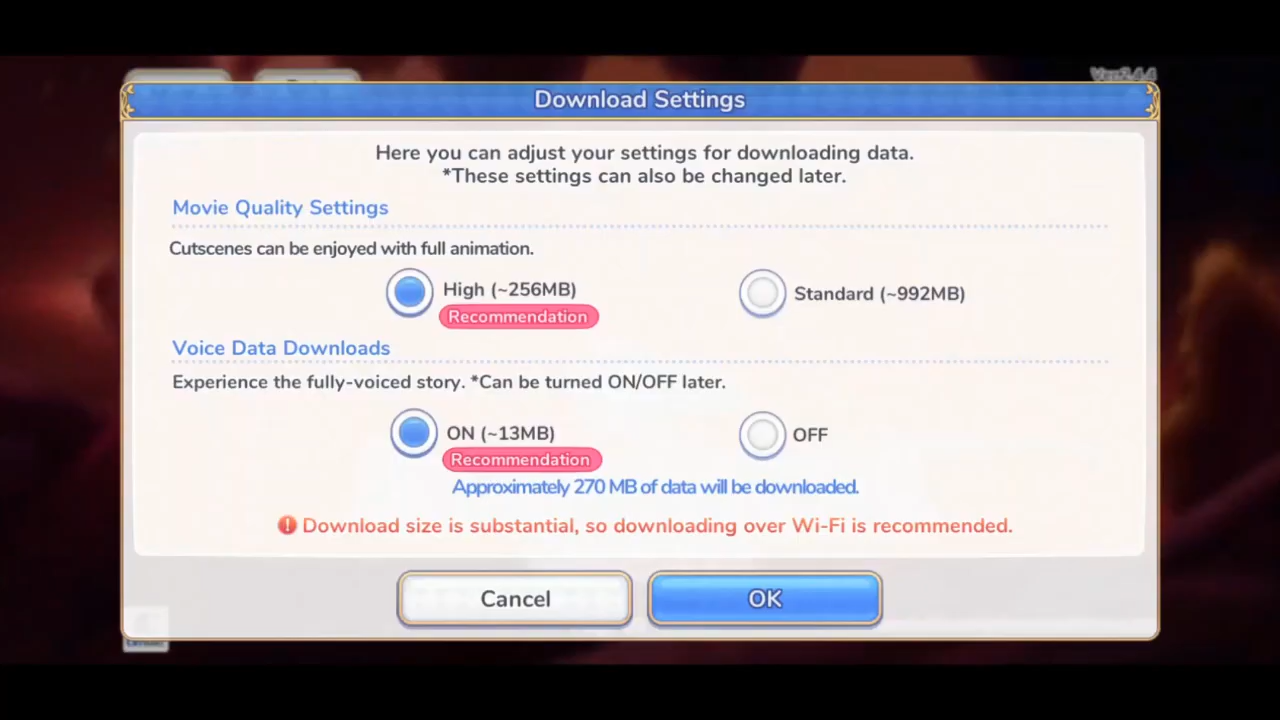 Ver2.4.4
Download Settings
Here you can adjust your settings for downloading data.
*These settings can also be changed later.
Movie Quality Settings
Cutscenes can be enjoyed with full animation.
High (~256MB)
Standard (~992MB)
Recommendation
Voice Data Downloads
Experience the fully-voiced story. *Can be turned ON/OFF later.
ON (~13MB)
OFF
Recommendation
Approximately 270 MB of data will be downloaded.
Download size is substantial, so downloading over Wi-Fi is recommended.
Cancel
OK